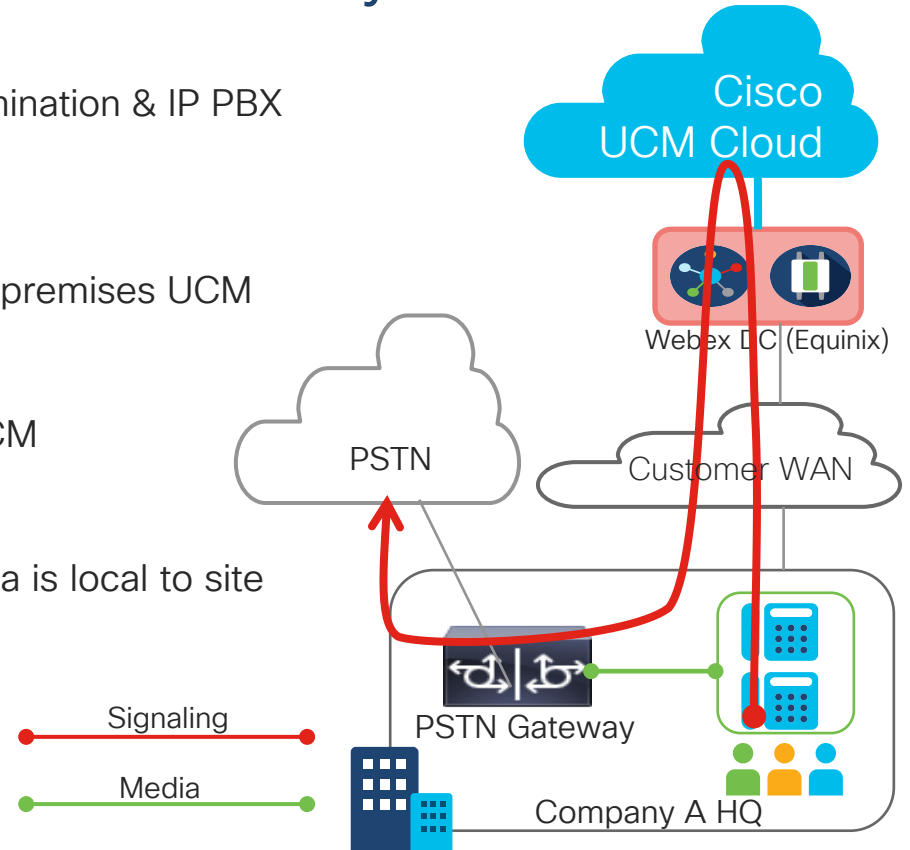 mination & IP PBX
premises UCM
CM
a is local to site
Signaling
Media
Cisco
UCM Cloud
Webex DC (Equinix)
Customer WAN
PSTN
PSTN Gateway
Company A HQ